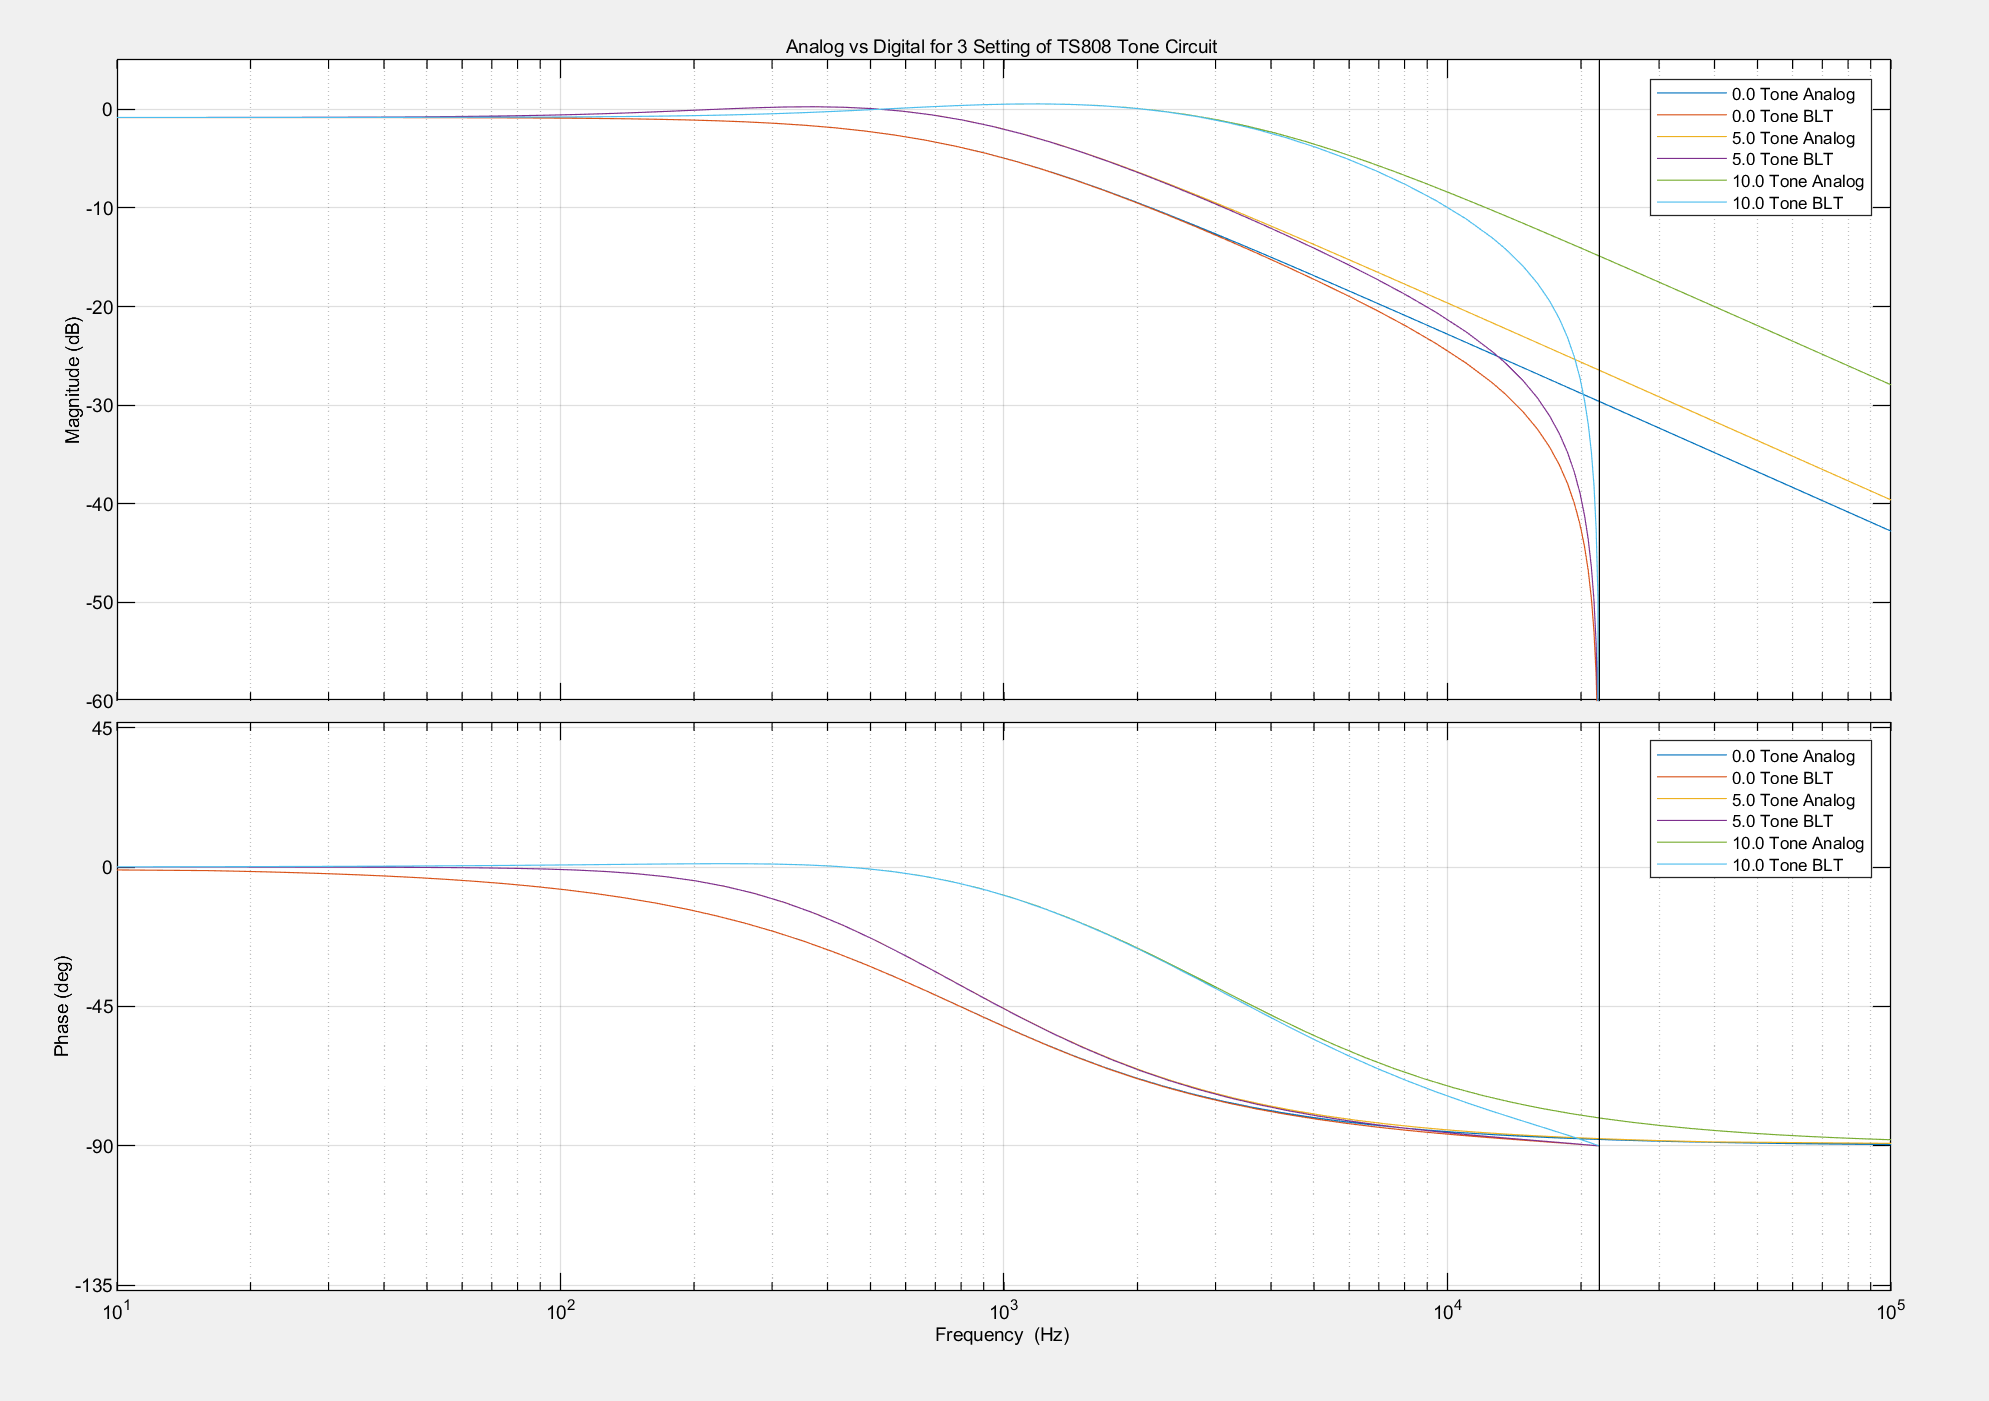 Analog vs Digital for 3 Setting of TS808 Tone Circuit
0
-10
-20
-30
-40
-50
-60
Magnitude (dB)
0.0 Tone Analog
0.0 Tone BLT
5.0 Tone Analog
5.0 Tone BLT
10.0 Tone Analog
10.0 Tone BLT
45
0
-45
-90
-135
Phase (deg)
0.0 Tone Analog
0.0 Tone BLT
5.0 Tone Analog
5.0 Tone BLT
10.0 Tone Analog
10.0 Tone BLT
10^1 10^2 10^3 10^4 10^5
Frequency (Hz)